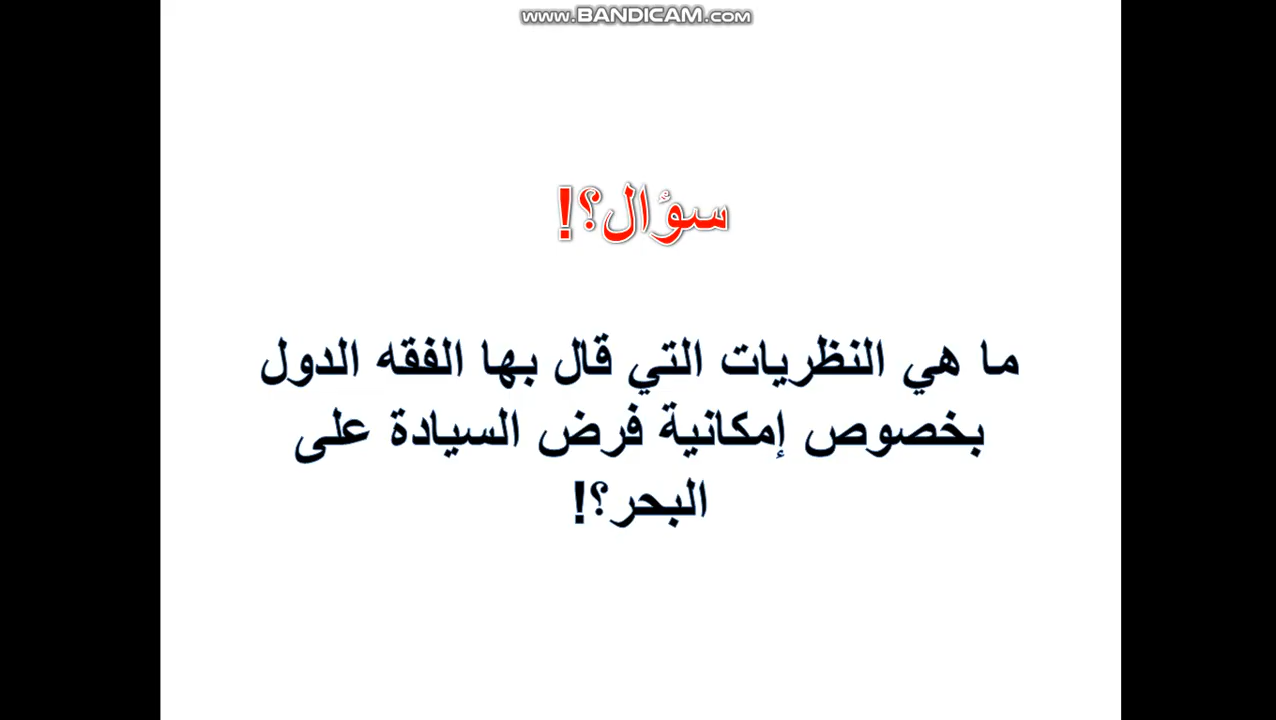 www.BANDICAM.com
سؤال؟!
ما هي النظريات التي قال بها الفقه الدول
بخصوص إمكانية فرض السيادة على
البحر؟!